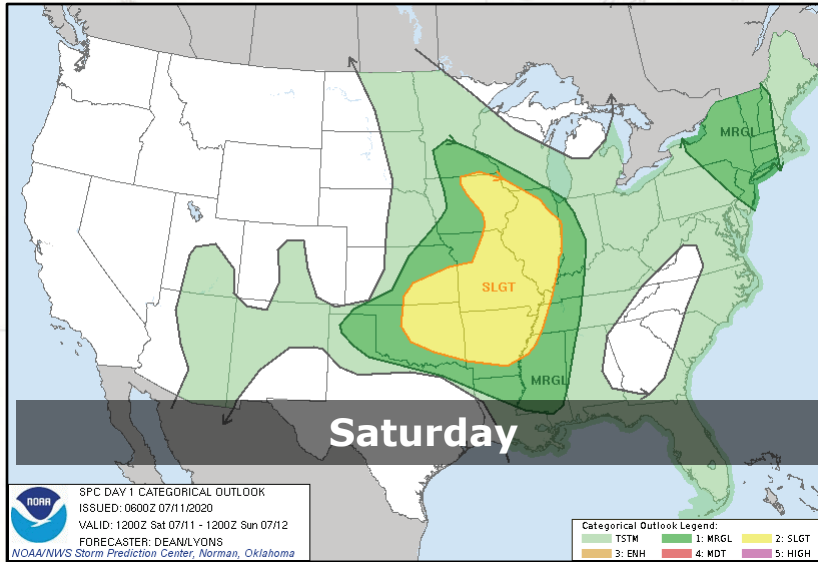 MRGL
SLGT
MRGL
Saturday
NOAA
SPC DAY 1 CATEGORICAL OUTLOOK
ISSUED: 0600Z 07/11/2020
VALID: 1200Z Sat 07/11 - 1200Z Sun 07/12
FORECASTER: DEAN/LYONS
NOAA/NWS Storm Prediction Center, Norman, Oklahoma
Categorical Outlook Legend:
TSTM 1: MRGL 2: SLGT
3: ENH 4: MDT 5: HIGH